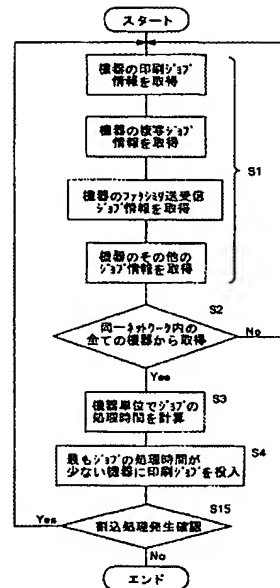 スタート
機器の印刷ジョブ
情報を取得
機器の複写ジョブ
情報を取得
機器のファクシミリ送受信
ジョブ情報を取得
機器のその他の
ジョブ情報を取得
S1
S2
同一ネットワーク内の
全ての機器から取得
No
Yes
S3
機器単位でジョブの
処理時間を計算
S4
最もジョブの処理時間が
少ない機器に印刷ジョブを投入
S15
Yes
割込処理発生確認
No
エンド